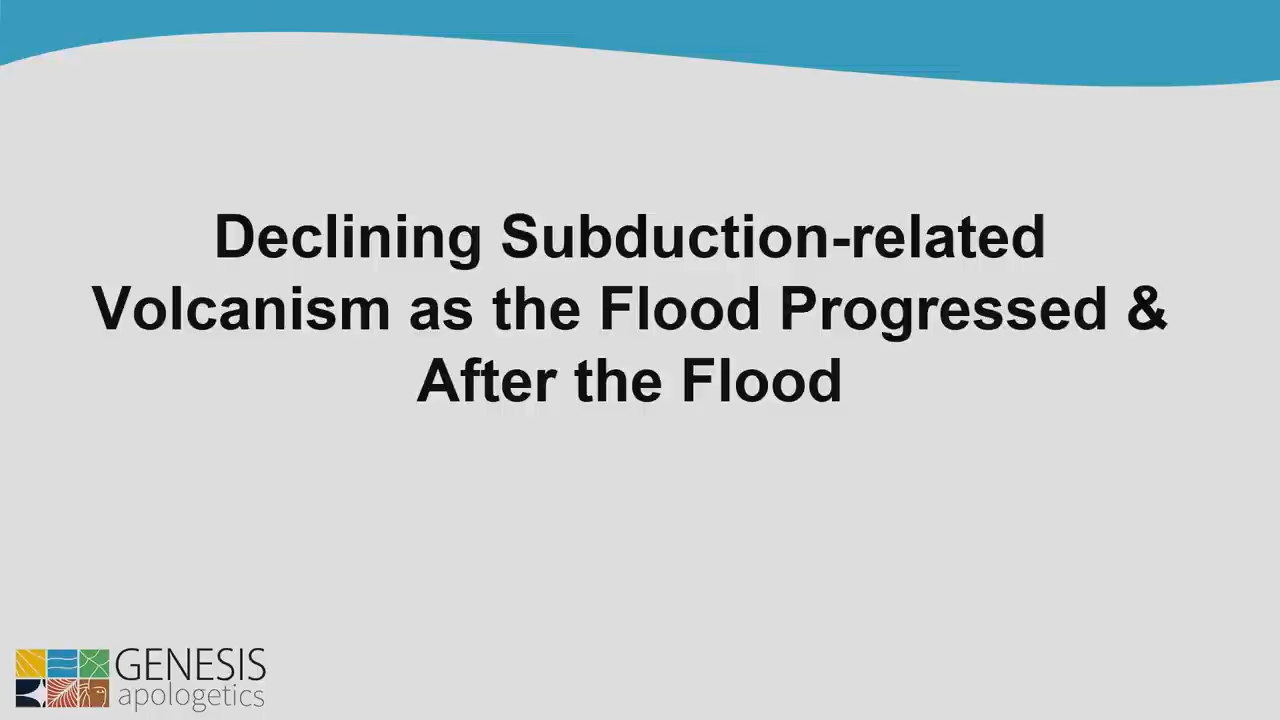 Declining Subduction-related
Volcanism as the Flood Progressed &
After the Flood
GENESIS
apologetics